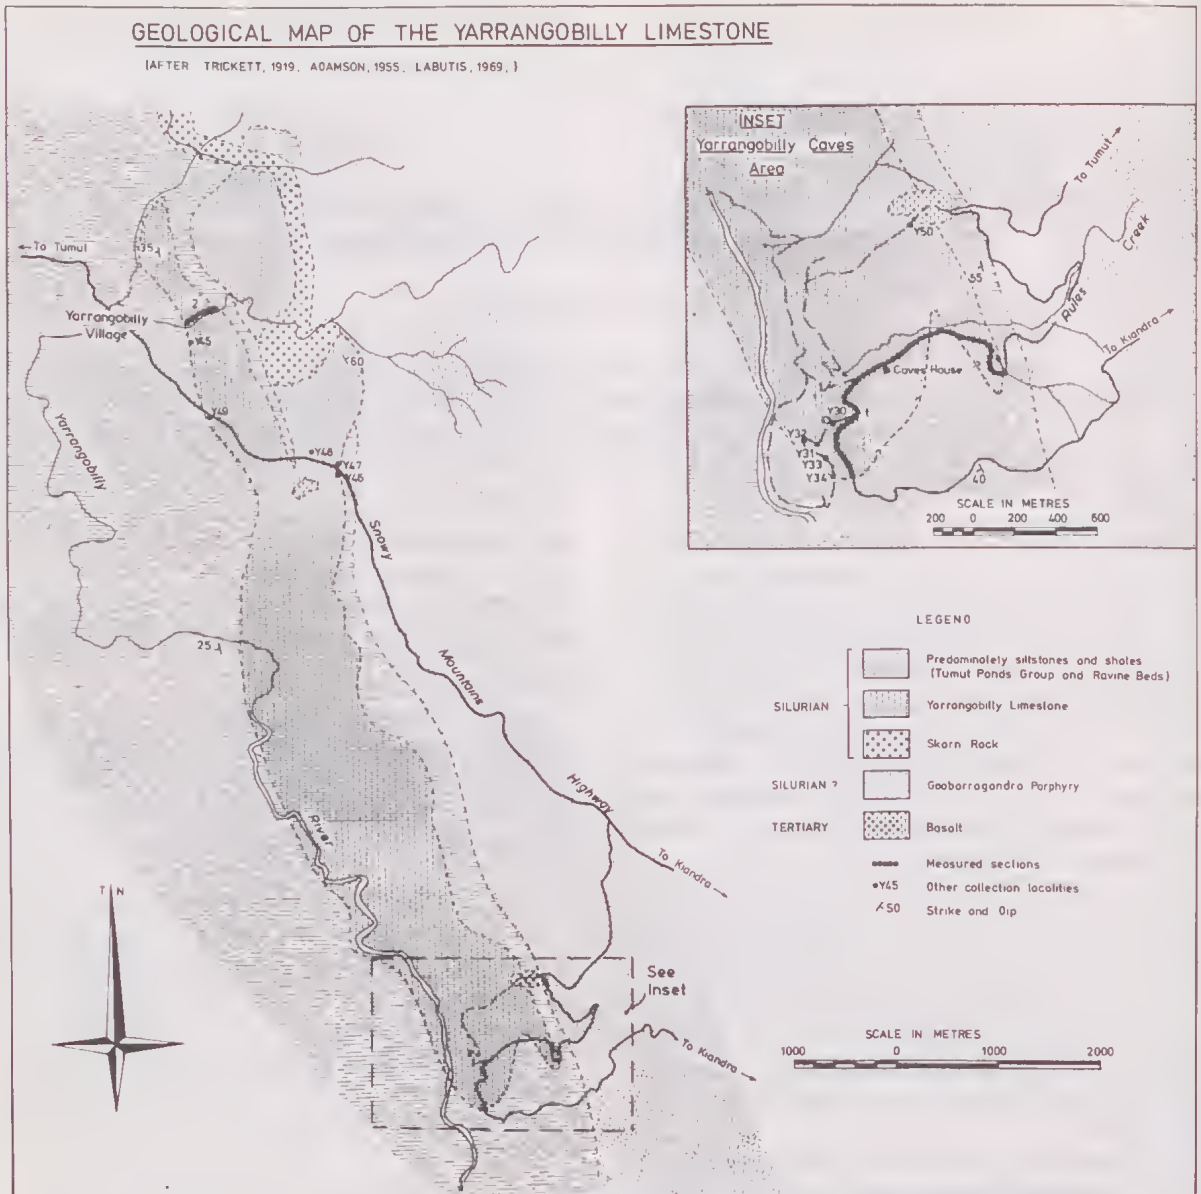 GEOLOGICAL MAP OF THE YARRANGOBILLY LIMESTONE
(AFTER TRICKETT, 1919. ADAMSON, 1955. LABUTIS, 1969,)
INSET
Yarrangobilly Caves
Area
To Tumut
Y50
55
Creek
Rules
To Kiandra
Caves House
Y30
1
Y32
Y31
Y33
Y34
40
SCALE IN METRES
200 0 200 400 600
To Tumut
35
2
Yarrangobilly
Village
Y45
60
Y49
Yarrangobilly
Y48
Y47
Y46
Snowy
25
Mountains
Highway
River
To Kiandra
T N
See
Inset
To Kiandra
LEGEND
SILURIAN
Predominately siltstones and shales
(Tumut Ponds Group and Ravine Beds)
Yarrangobilly Limestone
Skarn Rock
SILURIAN ?
Goobarragandra Porphyry
TERTIARY
Basalt
Measured sections
Y45
Other collection localities
50
Strike and Dip
SCALE IN METRES
1000 0 1000 2000